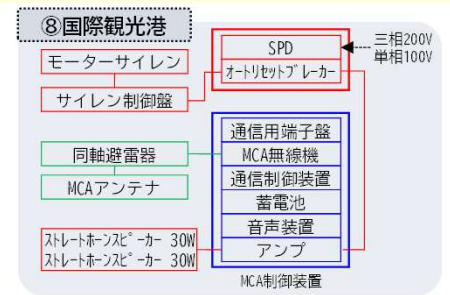 ⑧国際観光港
SPD
オートリセットブレーカー
三相200V
単相100V
モーターサイレン
サイレン制御盤
同軸避雷器
MCAアンテナ
通信用端子盤
MCA無線機
通信制御装置
蓄電池
音声装置
アンプ
ストレートホーンスピーカー 30W
ストレートホーンスピーカー 30W
MCA制御装置